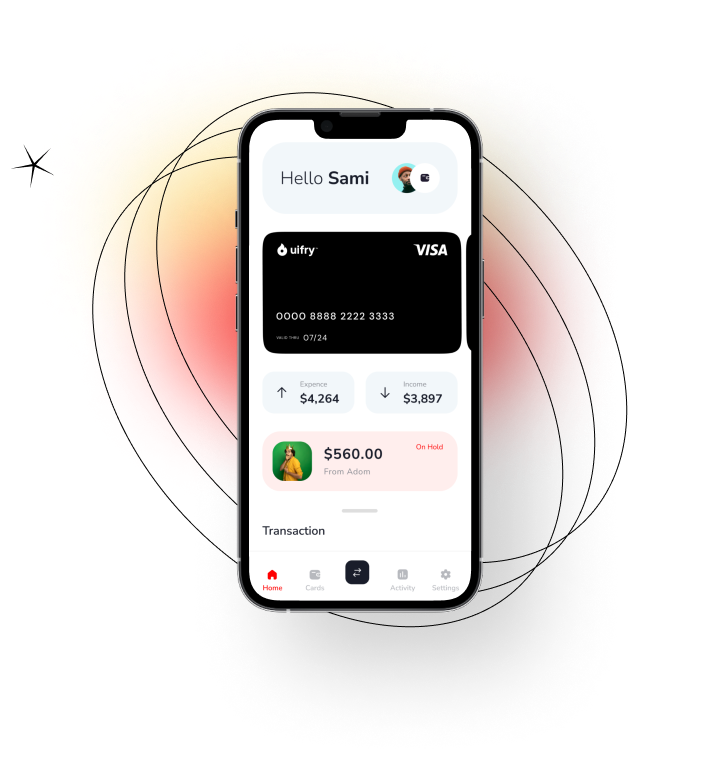 Hello Sami
uifry™ VISA
0000 8888 2222 3333
VALID THRU 07/24
Expence Income
$4,264 $3,897
$560.00 On Hold
From Adom
Transaction
Home Cards Activity Settings